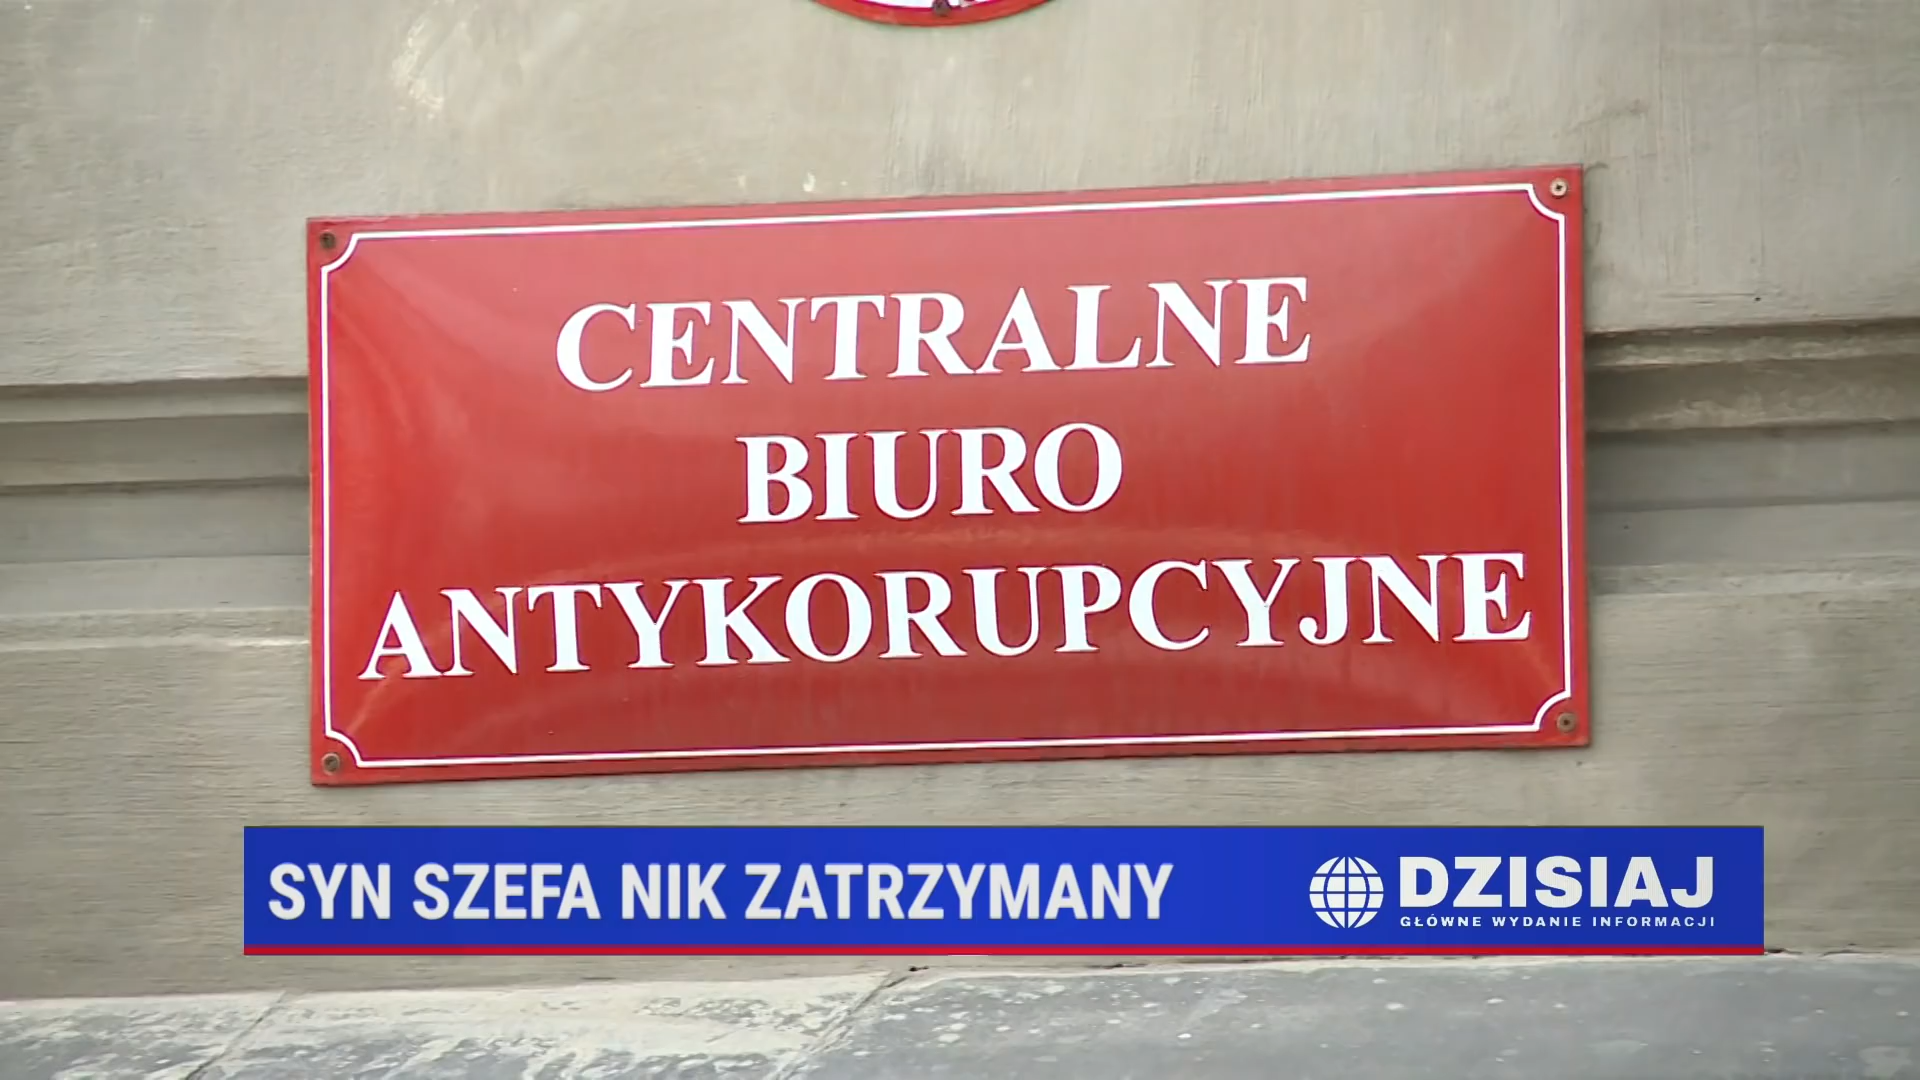 CENTRALNE
BIURO
ANTYKORUPCYJNE
SYN SZEFA NIK ZATRZYMANY
DZISIAJ
GŁÓWNE WYDANIE INFORMACJI